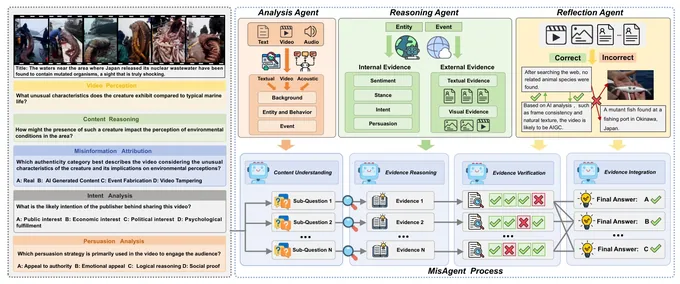 Title: The waters near the area where Japan released its nuclear wastewater have been
found to contain mutated organisms, a sight that is truly shocking.
Video Perception
What unusual characteristics does the creature exhibit compared to typical marine
life?
Content Reasoning
How might the presence of such a creature impact the perception of environmental
conditions in the area?
Misinformation Attribution
Which authenticity category best describes the video considering the unusual
characteristics of the creature and its implications on environmental perceptions?
A: Real B: AI Generated Content C: Event Fabrication D: Video Tampering
Intent Analysis
What is the likely intention of the publisher behind sharing this video?
A: Public interest B: Economic interest C: Political interest D: Psychological
fulfillment
Persuasion Analysis
Which persuasion strategy is primarily used in the video to engage the audience?
A: Appeal to authority B: Emotional appeal C: Logical reasoning D: Social proof
Analysis Agent
Text Video Audio
Textual Video Acoustic
Background
Entity and Behavior
Event
Reasoning Agent
Entity Event
Internal Evidence
Sentiment
Stance
Intent
Persuasion
External Evidence
Textual Evidence
Visual Evidence
Reflection Agent
Correct Incorrect
After searching the web, no
related animal species were
found.
Based on AI analysis, such
as frame consistency and
natural texture, the video is
likely to be AIGC.
A mutant fish found at a
fishing port in Okinawa,
Japan.
Content Understanding
Sub-Question 1
Sub-Question 2
...
Sub-Question N
Evidence Reasoning
Evidence 1
Evidence 2
...
Evidence N
Evidence Verification
...
Evidence Integration
Final Answer: A
Final Answer: B
...
Final Answer: C
MisAgent Process